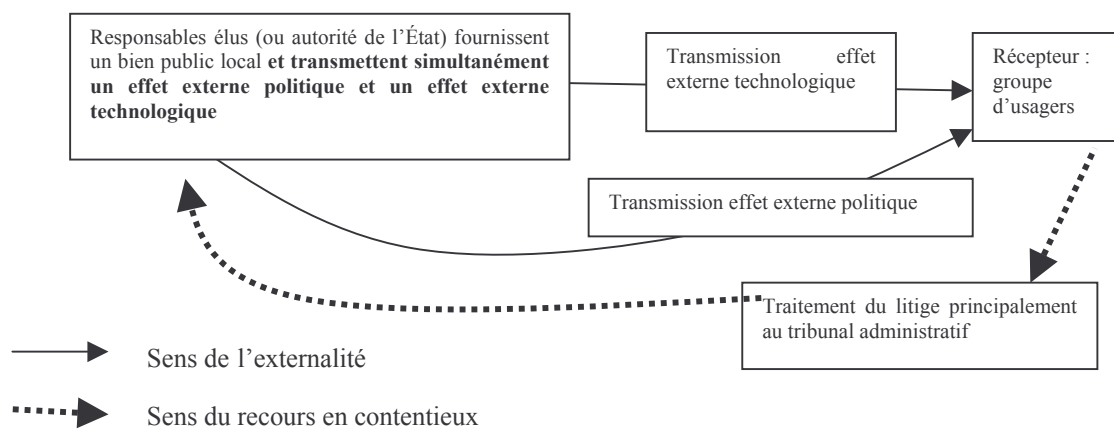 Responsables élus (ou autorité de l’État) fournissent
un bien public local et transmettent simultanément
un effet externe politique et un effet externe
technologique
Transmission effet
externe technologique
Récepteur :
groupe
d’usagers
Transmission effet externe politique
Traitement du litige principalement
au tribunal administratif
Sens de l’externalité
Sens du recours en contentieux